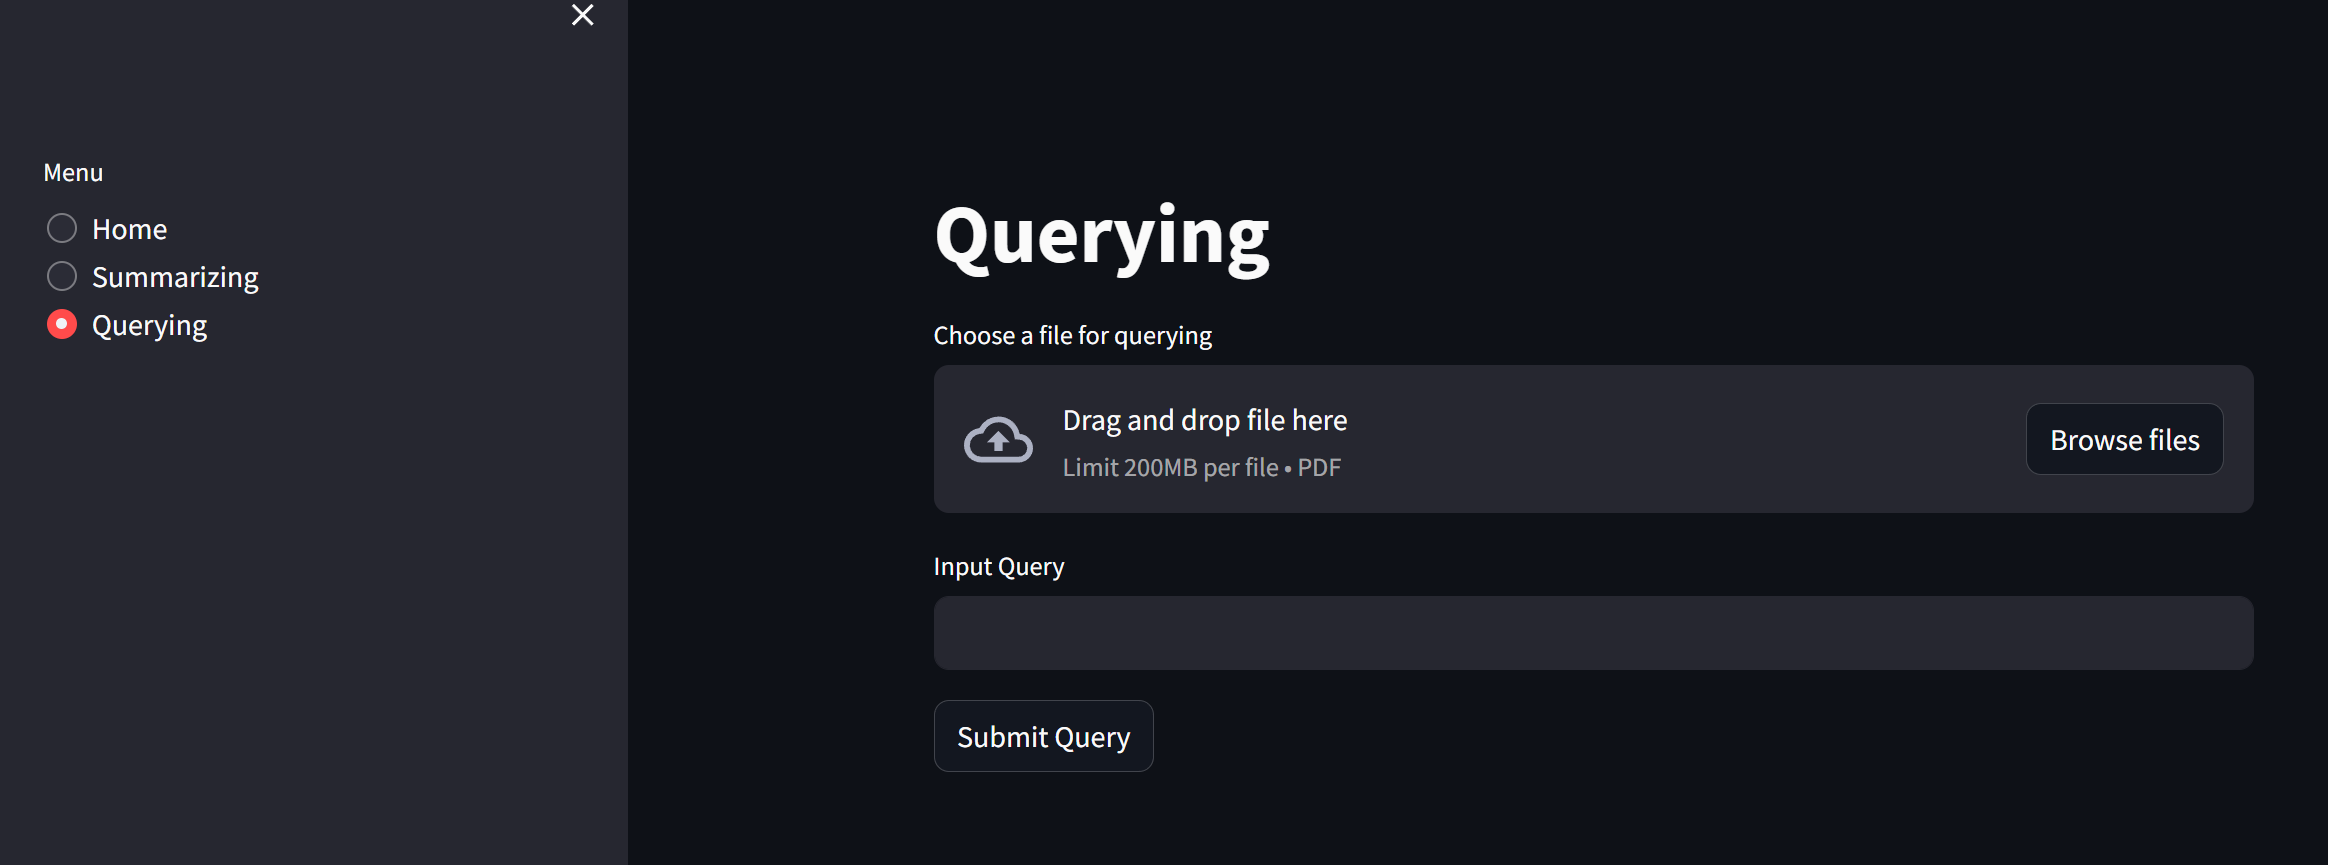 Menu
Home
Summarizing
Querying
Querying
Choose a file for querying
Drag and drop file here
Limit 200MB per file • PDF
Browse files
Input Query
Submit Query